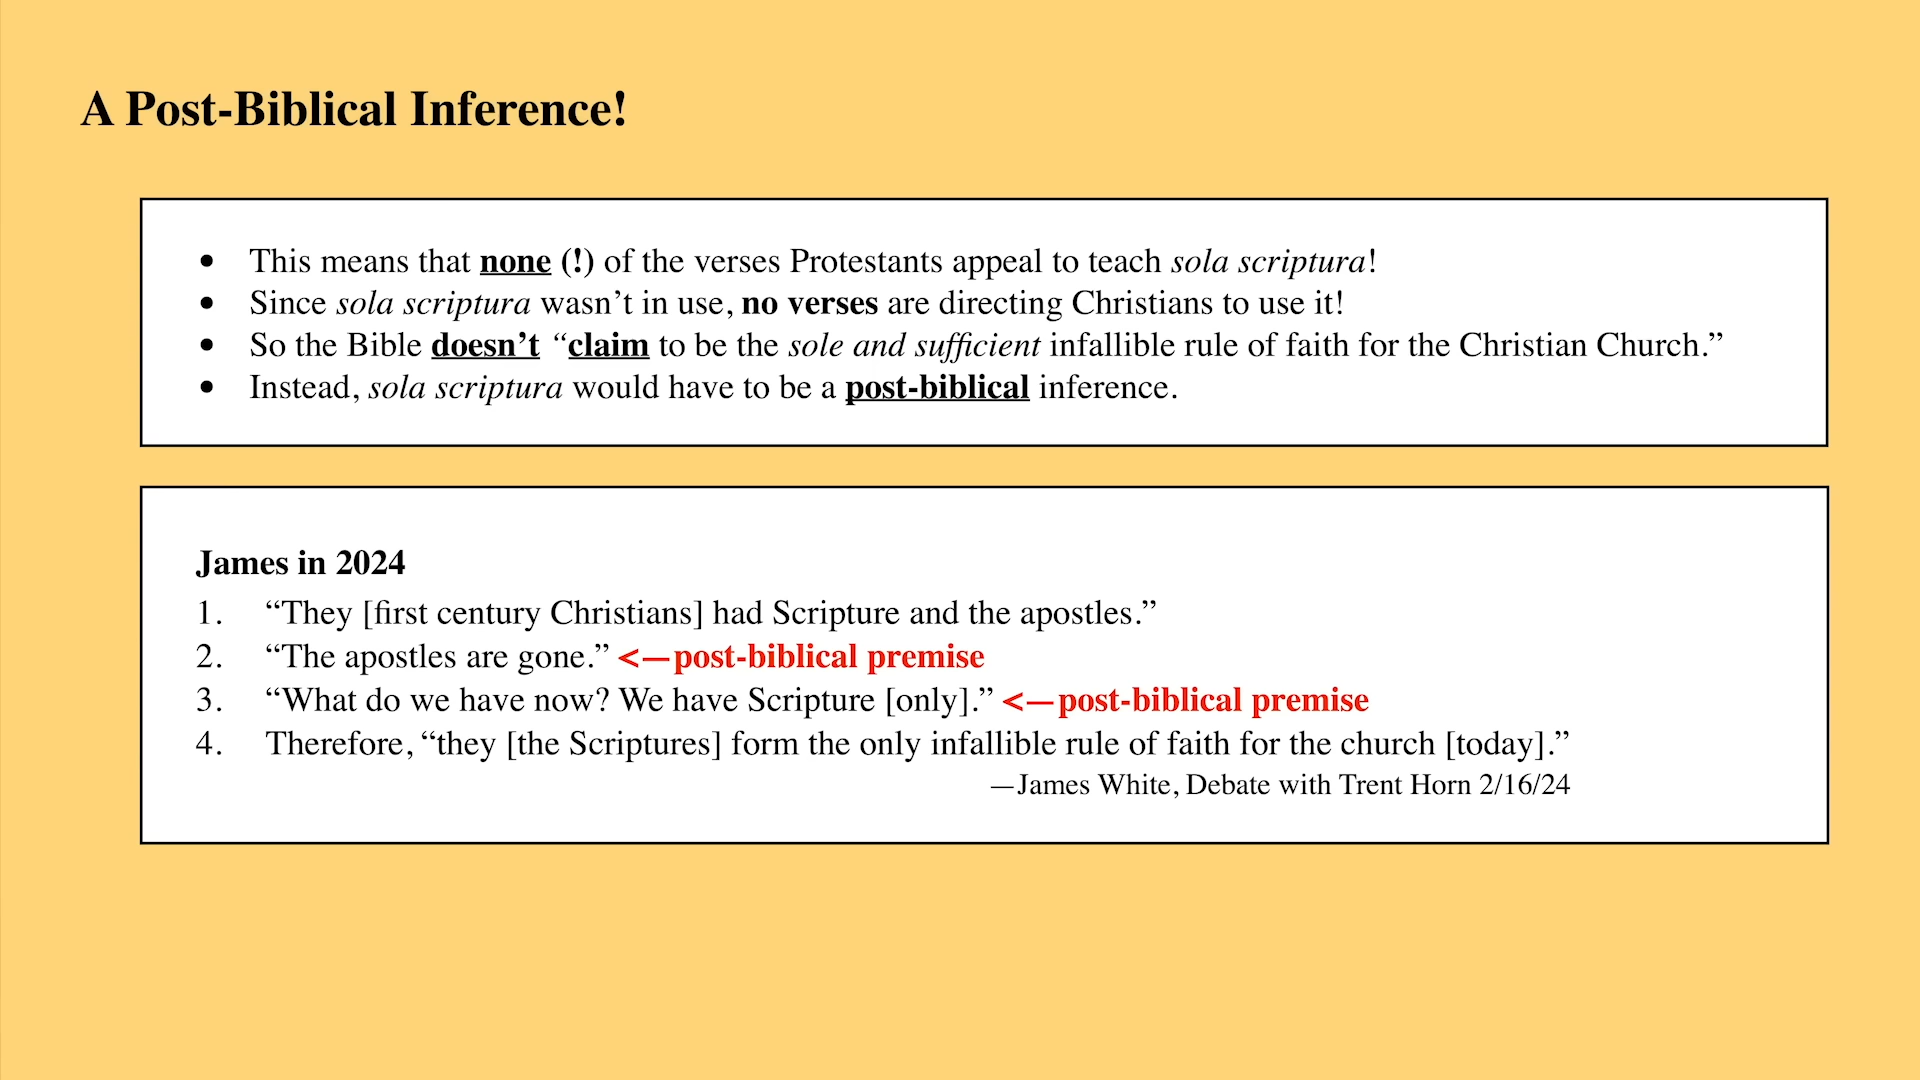 A Post-Biblical Inference!
• This means that none (!) of the verses Protestants appeal to teach sola scriptura!
• Since sola scriptura wasn’t in use, no verses are directing Christians to use it!
• So the Bible doesn’t “claim to be the sole and sufficient infallible rule of faith for the Christian Church.”
• Instead, sola scriptura would have to be a post-biblical inference.
James in 2024
1. “They [first century Christians] had Scripture and the apostles.”
2. “The apostles are gone.” <—post-biblical premise
3. “What do we have now? We have Scripture [only].” <—post-biblical premise
4. Therefore, “they [the Scriptures] form the only infallible rule of faith for the church [today].”
—James White, Debate with Trent Horn 2/16/24